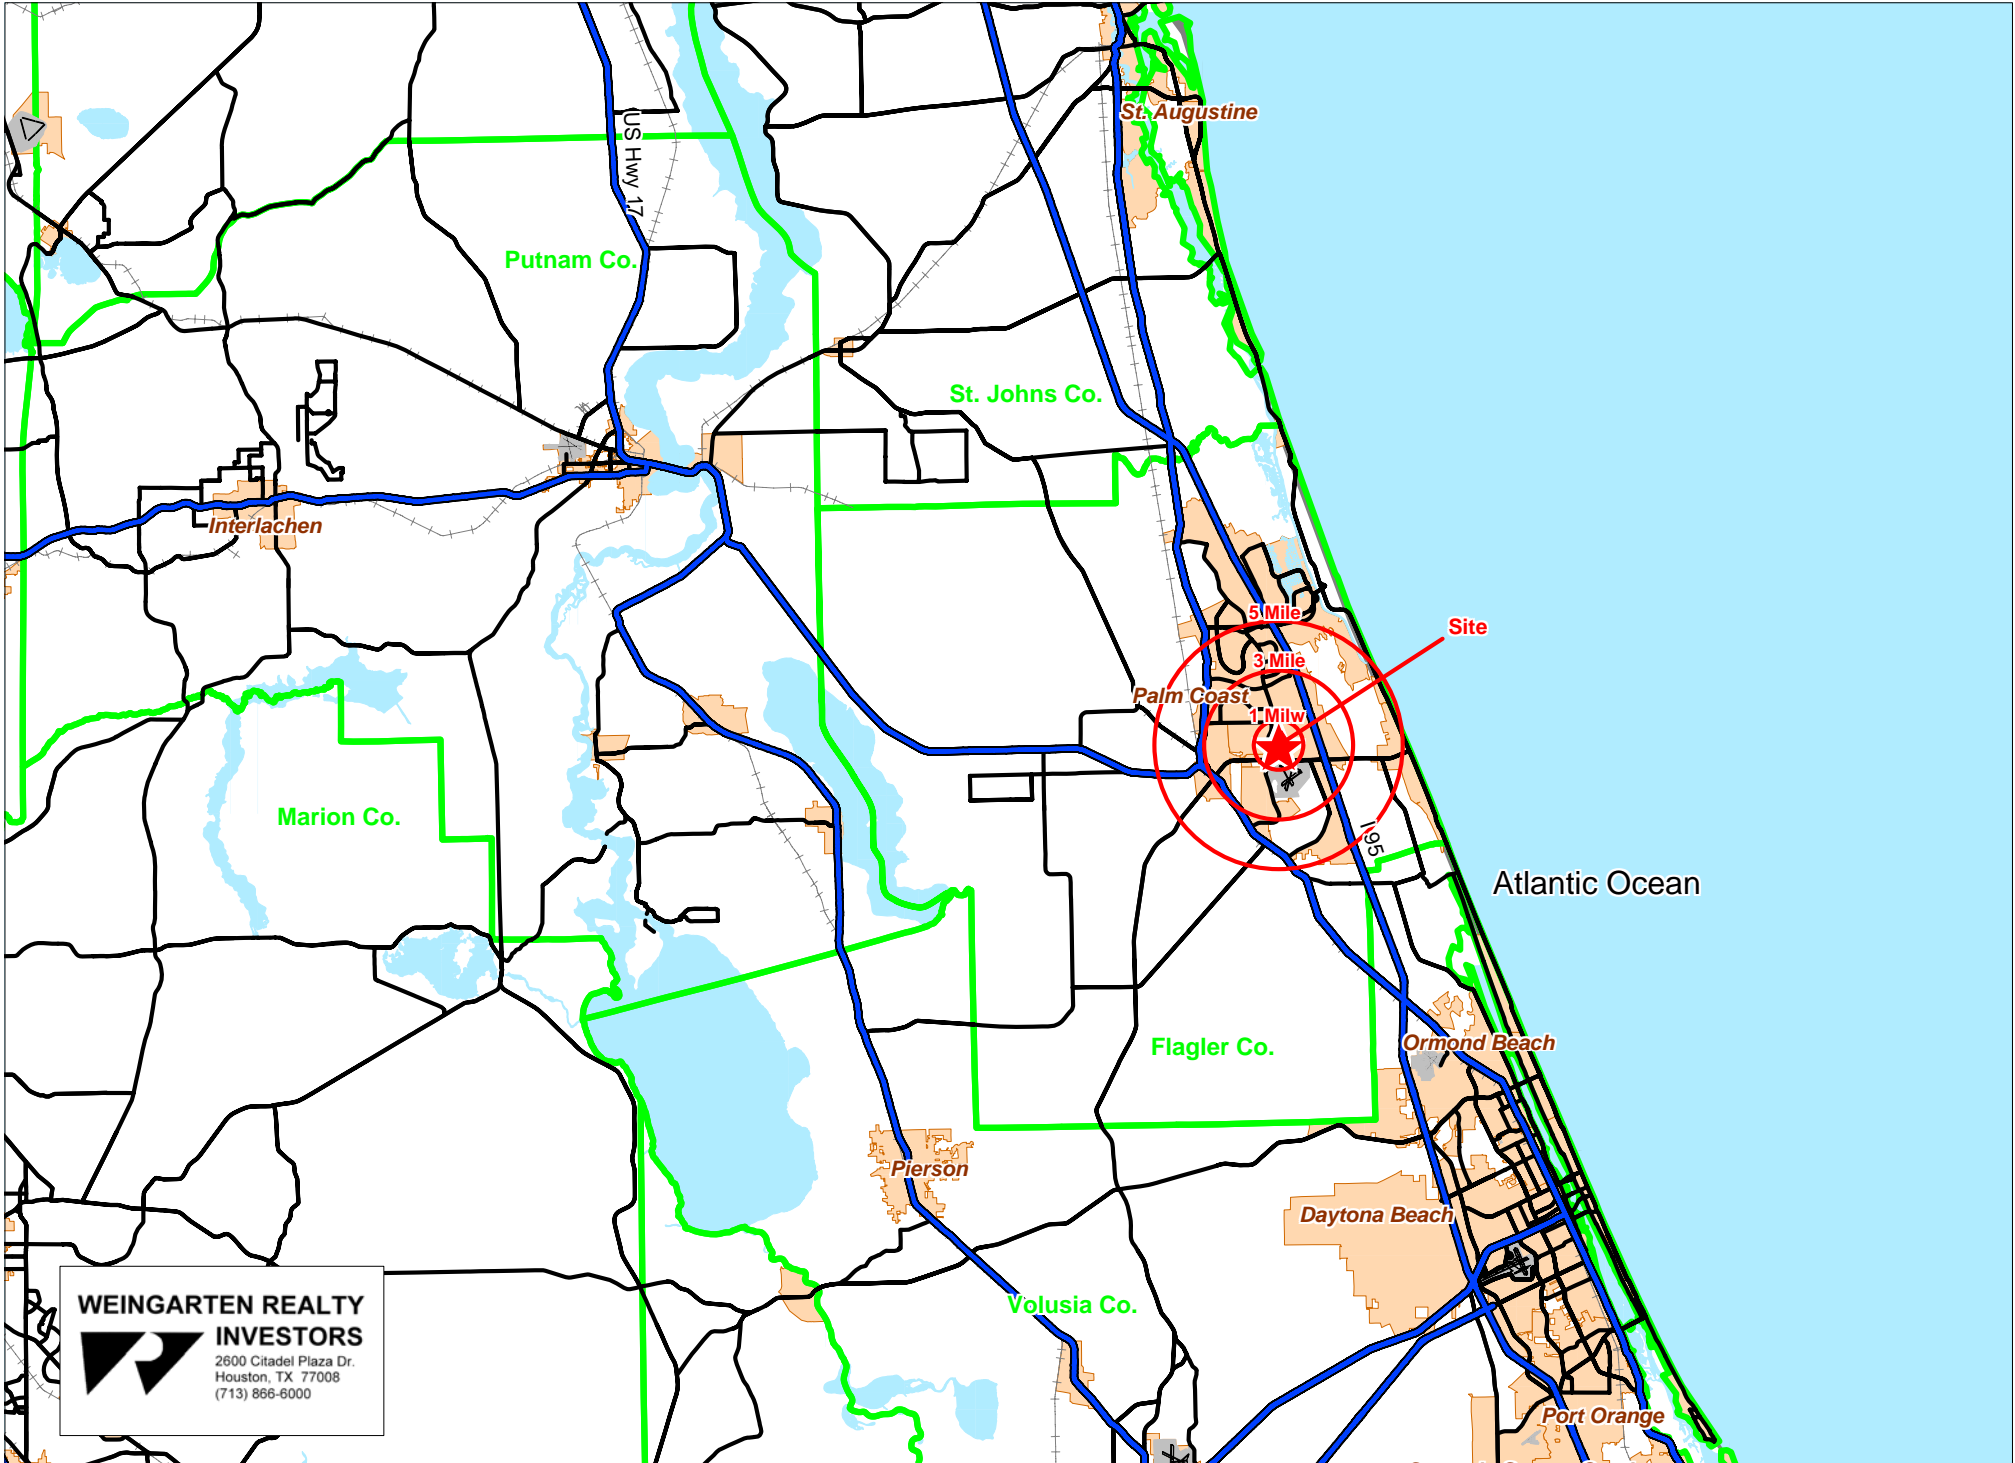 St. Augustine
US Hwy 17
Putnam Co.
St. Johns Co.
Interlachen
5 Mile
Site
3 Mile
Palm Coast
1 Milw
Marion Co.
I 95
Atlantic Ocean
Ormond Beach
Flagler Co.
Pierson
Daytona Beach
Volusia Co.
WEINGARTEN REALTY
INVESTORS
2600 Citadel Plaza Dr.
Houston, TX 77008
(713) 866-6000
Port Orange